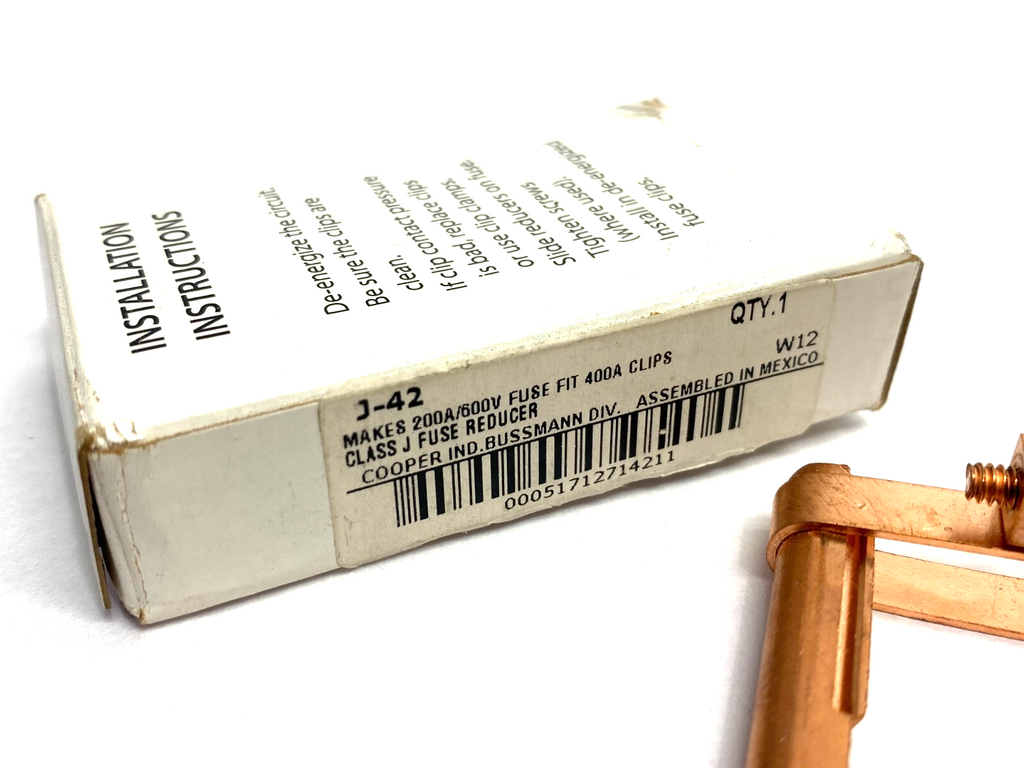 INSTALLATION
INSTRUCTIONS
De-energize the circuit
Be sure the clips are
clean.
If clip contact pressure
is bad, replace clips
or use clip clamps.
Slide reducers on fuse.
Tighten screws
(where used).
Install in de-energized
fuse clips.
J-42
QTY.1
MAKES 200A/600V FUSE FIT 400A CLIPS
W12
CLASS J FUSE REDUCER
COOPER IND.BUSSMANN DIV. ASSEMBLED IN MEXICO
00051712714211